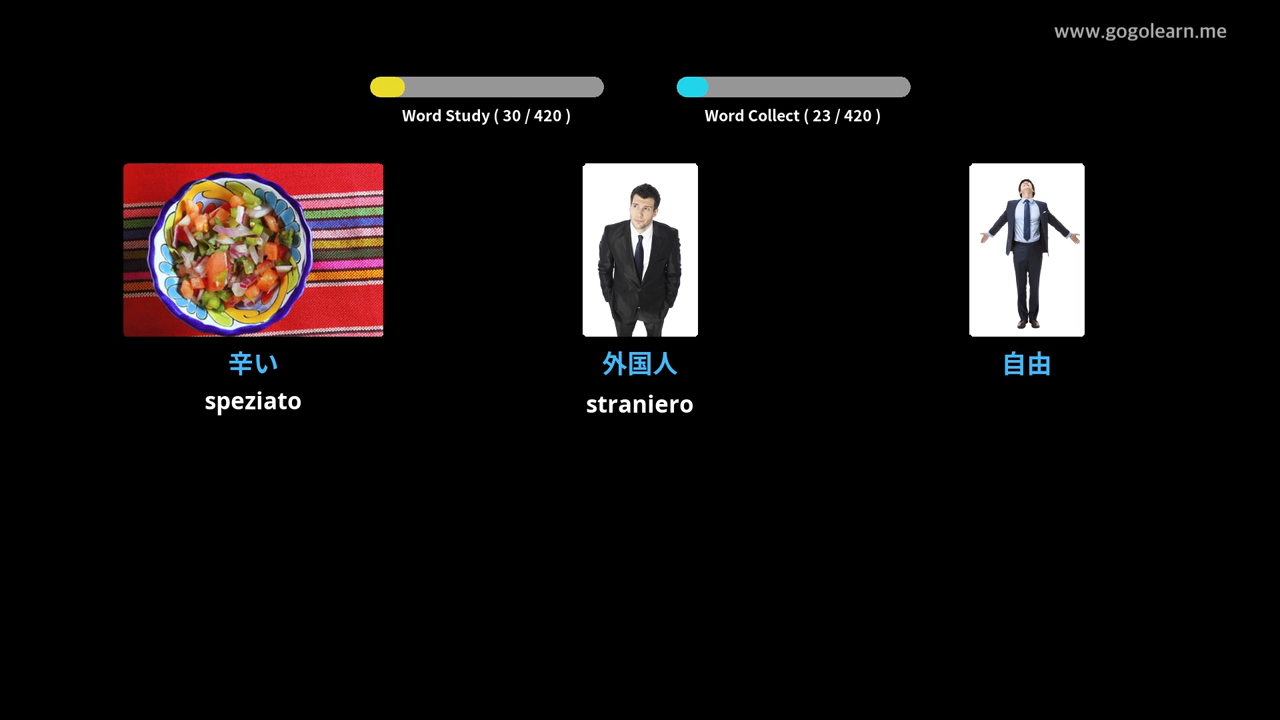 www.gogolearn.me
Word Study ( 30 / 420 )
Word Collect ( 23 / 420 )
辛い
外国人
自由
speziato
straniero